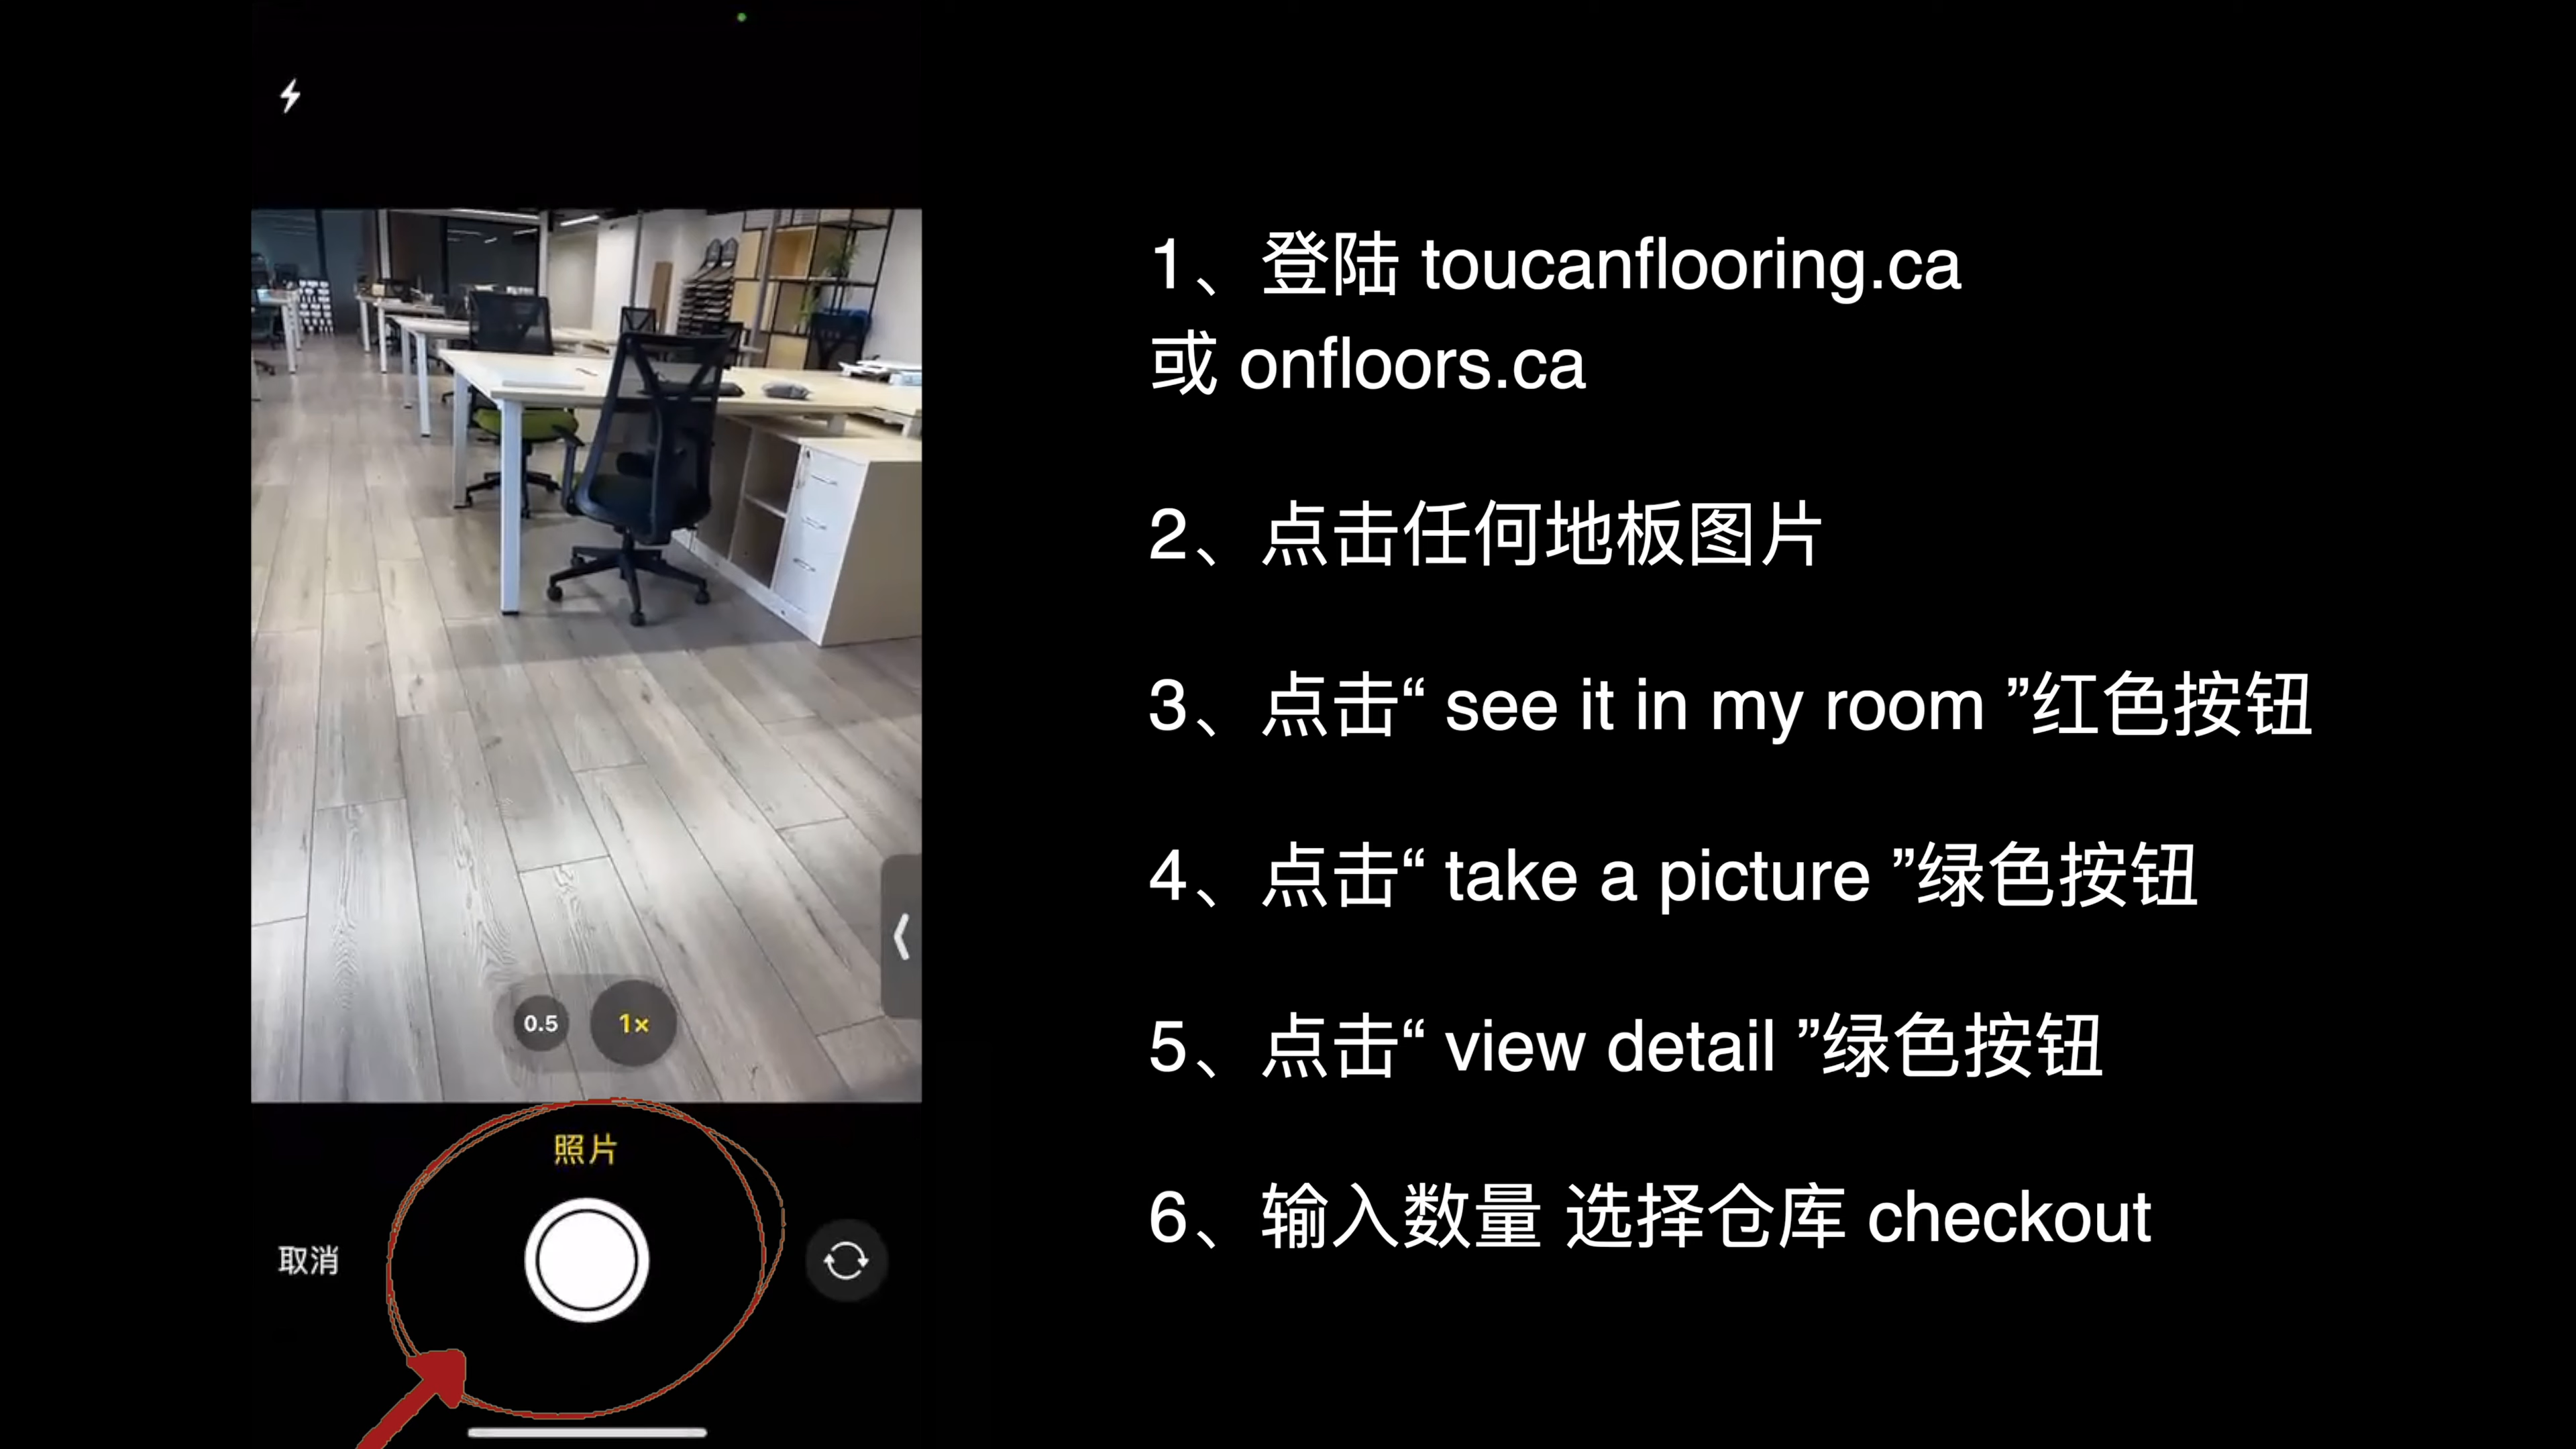 1、登陆 toucanflooring.ca
或 onfloors.ca
2、点击任何地板图片
3、点击“ see it in my room ”红色按钮
4、点击“ take a picture ”绿色按钮
5、点击“ view detail ”绿色按钮
6、输入数量 选择仓库 checkout
0.5
1×
照片
取消